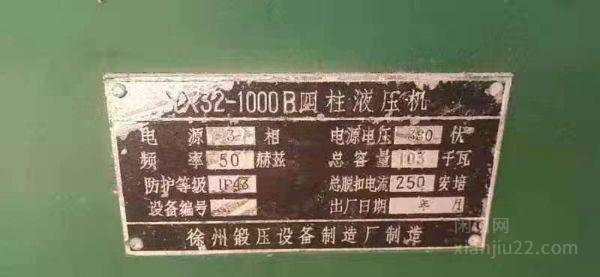 YX32-1000B四柱液压机
电 源 3 相 电源电压 380 伏
频 率 50 赫兹 总容量 103 千瓦
防护等级 IP43 总脱扣电流 250 安培
设备编号 出厂日期 年 月
徐州锻压设备制造厂制造
闲 网
xianjiu22.com